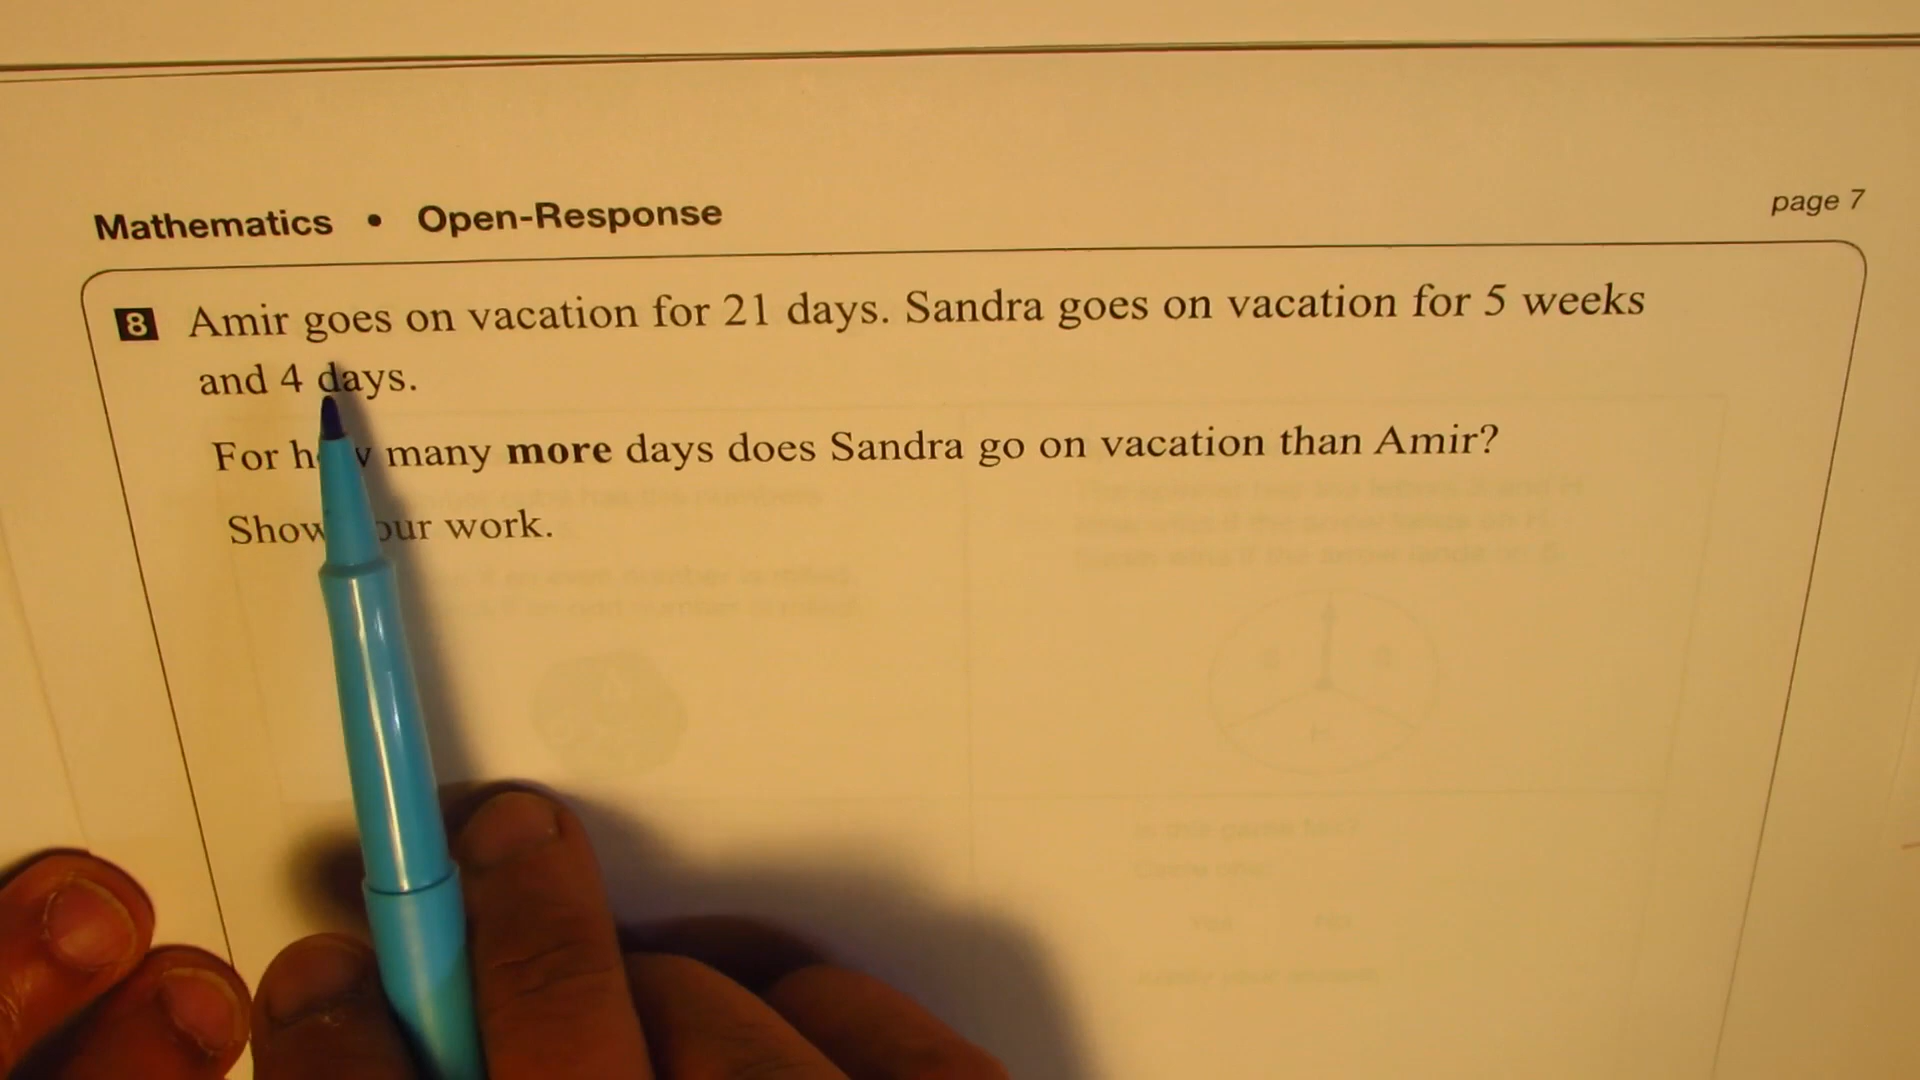 Mathematics • Open-Response
page 7
8 Amir goes on vacation for 21 days. Sandra goes on vacation for 5 weeks
and 4 days.
For many more days does Sandra go on vacation than Amir?
Show work.